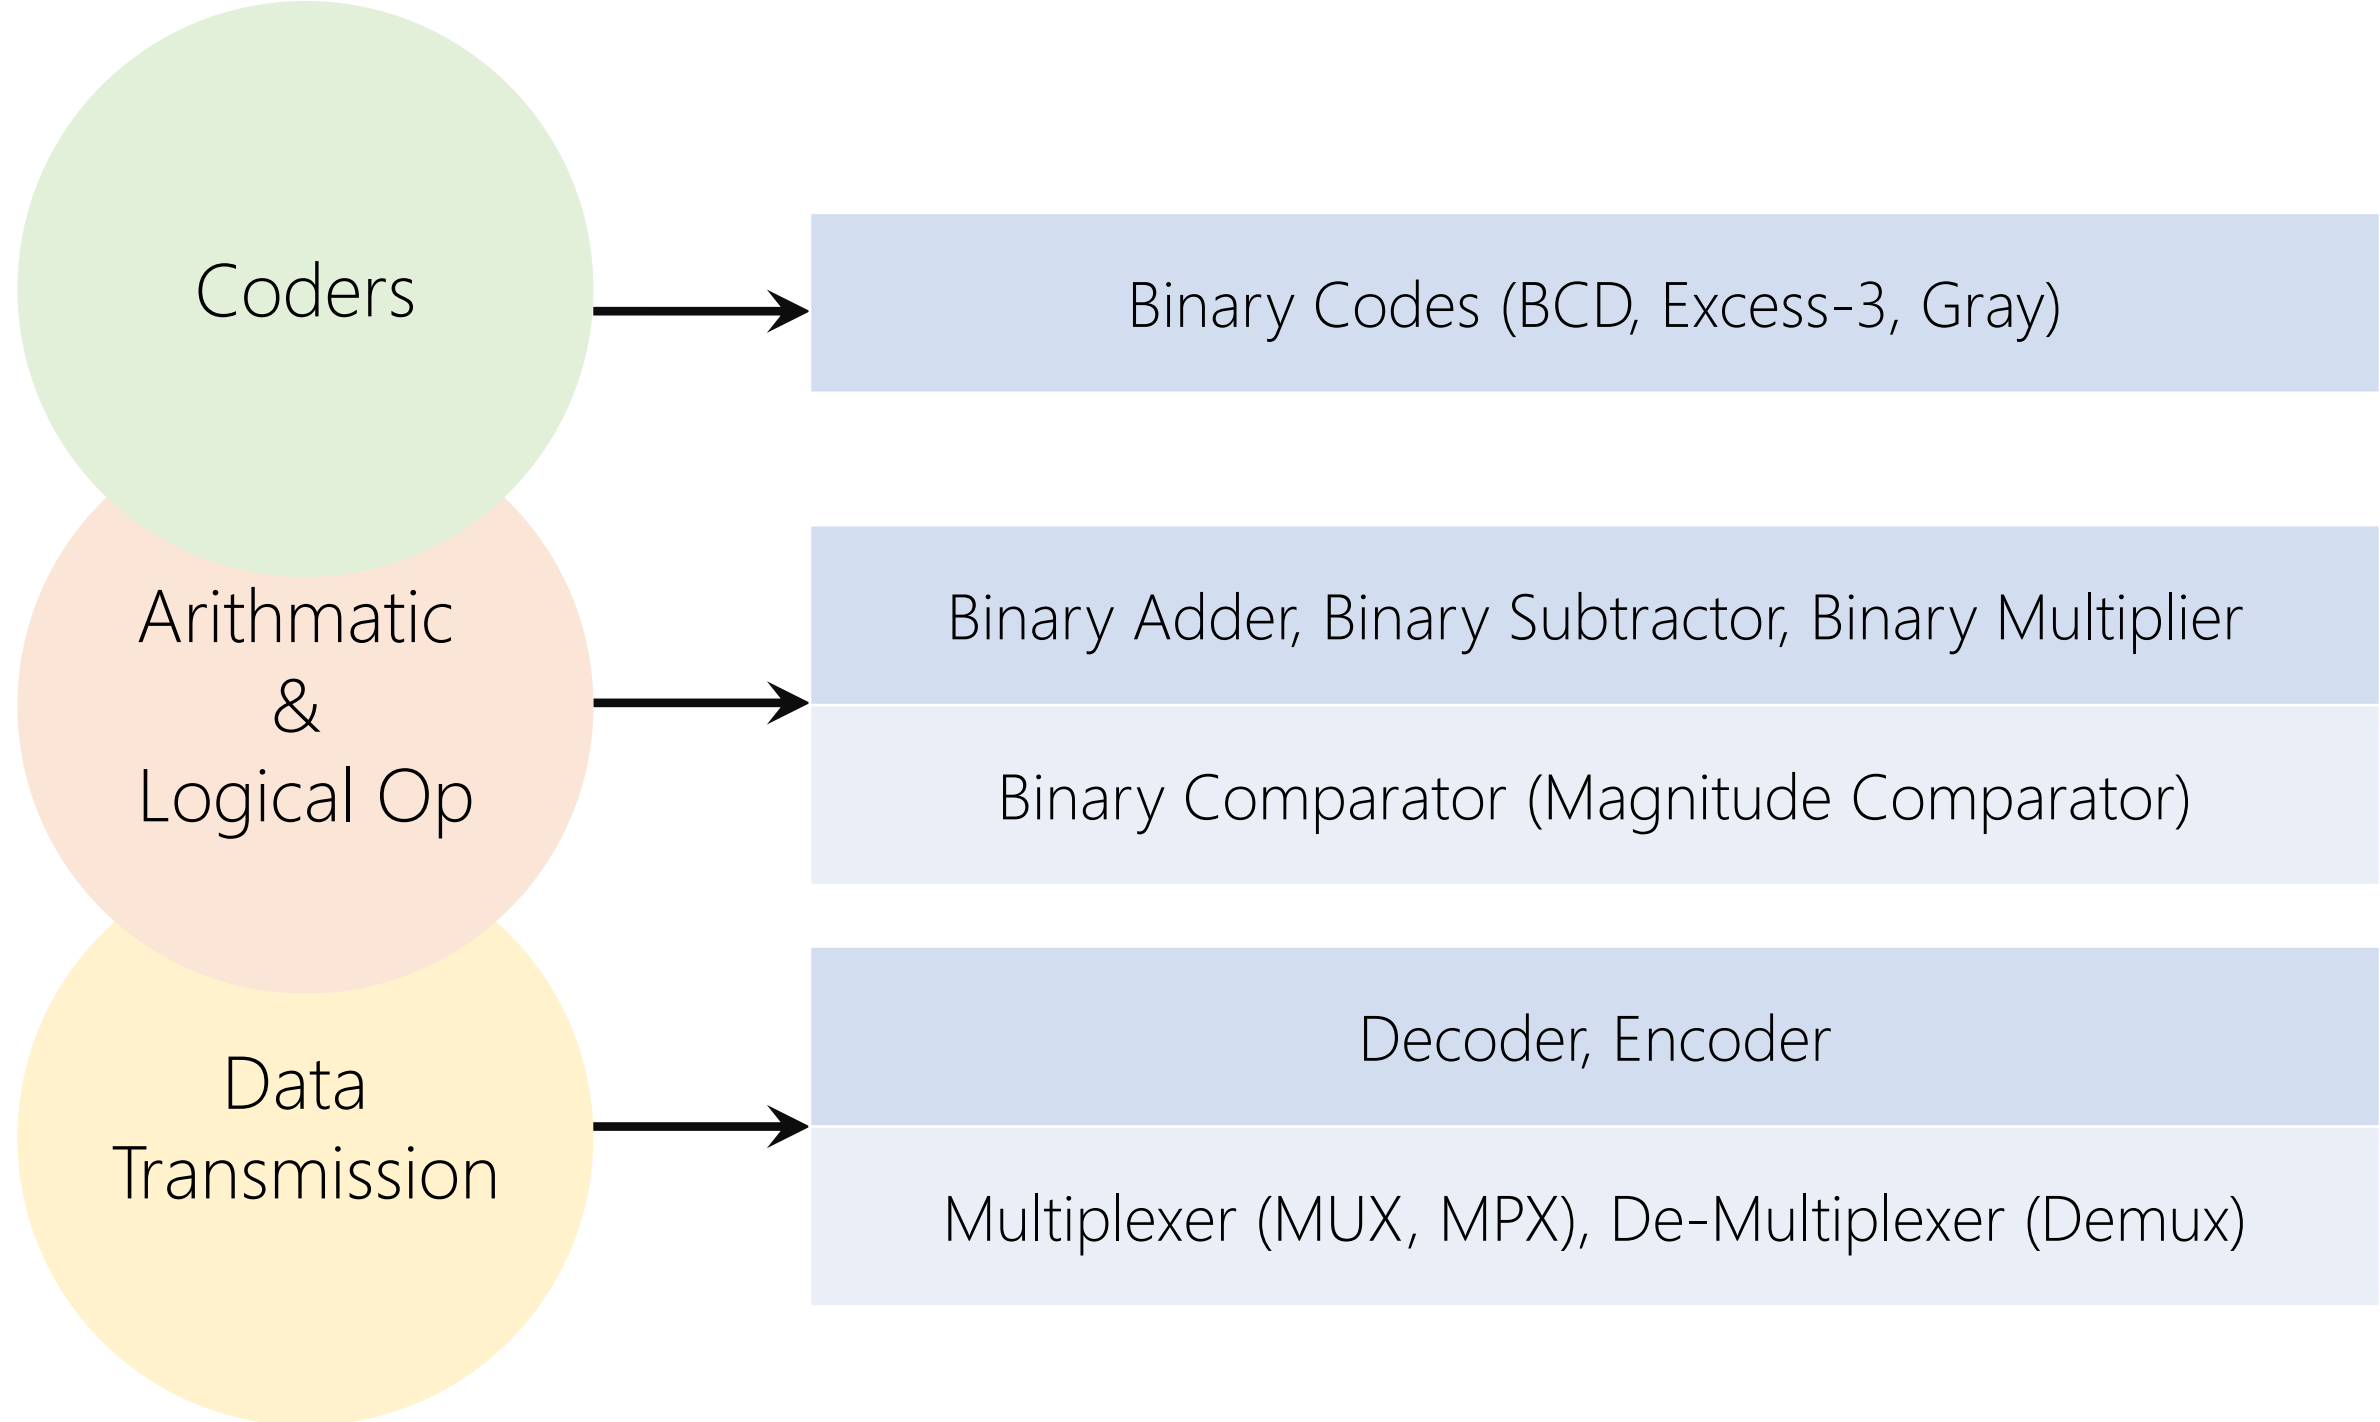 Coders
Binary Codes (BCD, Excess-3, Gray)
Arithmatic
&
Logical Op
Binary Adder, Binary Subtractor, Binary Multiplier
Binary Comparator (Magnitude Comparator)
Data
Transmission
Decoder, Encoder
Multiplexer (MUX, MPX), De-Multiplexer (Demux)